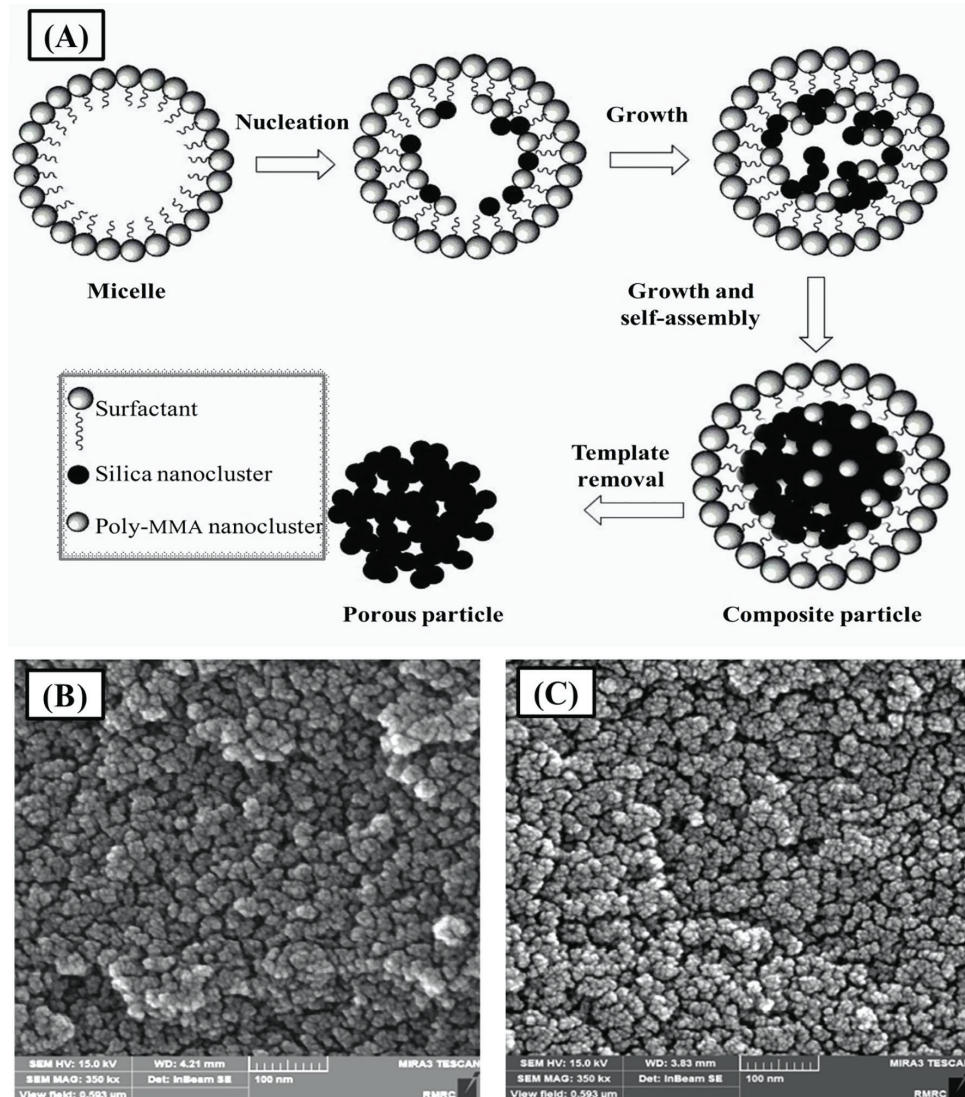 (A)
Nucleation
Growth
Micelle
Growth and
self-assembly
Surfactant
Silica nanocluster
Poly-MMA nanocluster
Template
removal
Porous particle
Composite particle
(B)
(C)
SEM HV: 15.0 kV WD: 4.21 mm MIRA3 TESCAN
SEM MAG: 350 kx Det: InBeam SE 100 nm
View field: 0.593 µm RMRC
SEM HV: 15.0 kV WD: 3.83 mm MIRA3 TESCAN
SEM MAG: 350 kx Det: InBeam SE 100 nm
View field: 0.593 µm RMRC